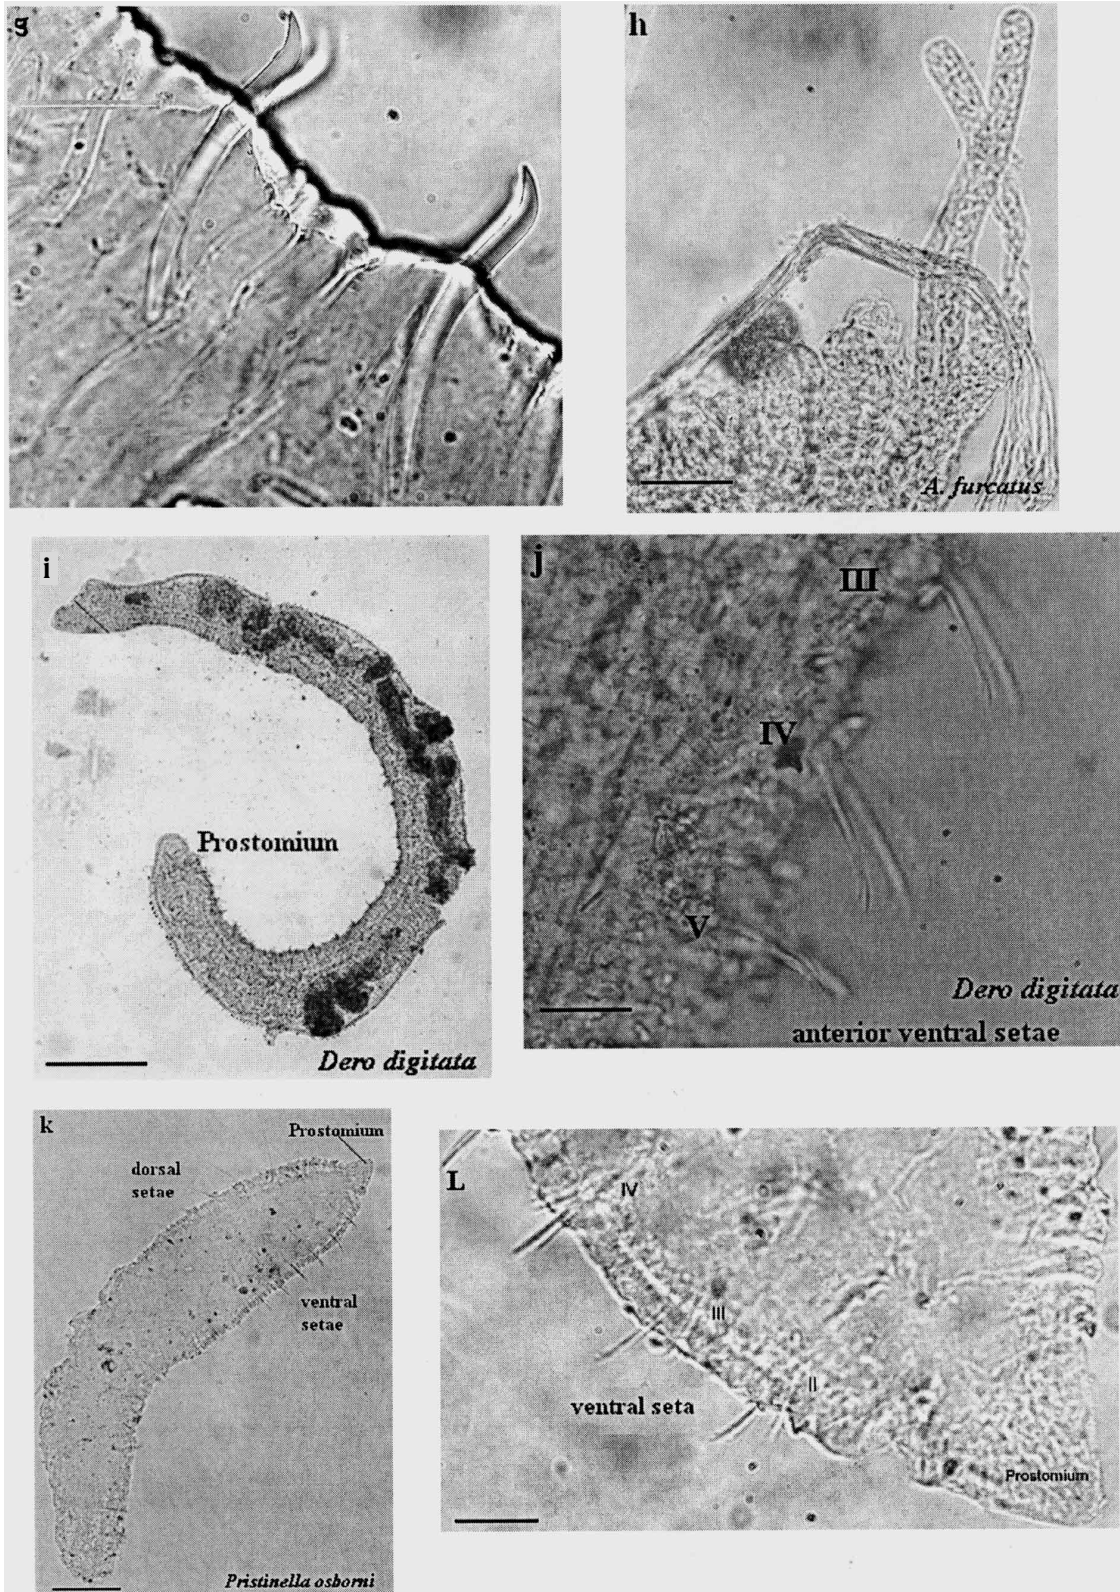 g
h
A. furcatus
i
Prostomium
Dero digitata
j
III
IV
V
Dero digitata
anterior ventral setae
k
Prostomium
dorsal
setae
ventral
setae
Pristinella osborni
L
IV
III
II
ventral seta
Prostomium